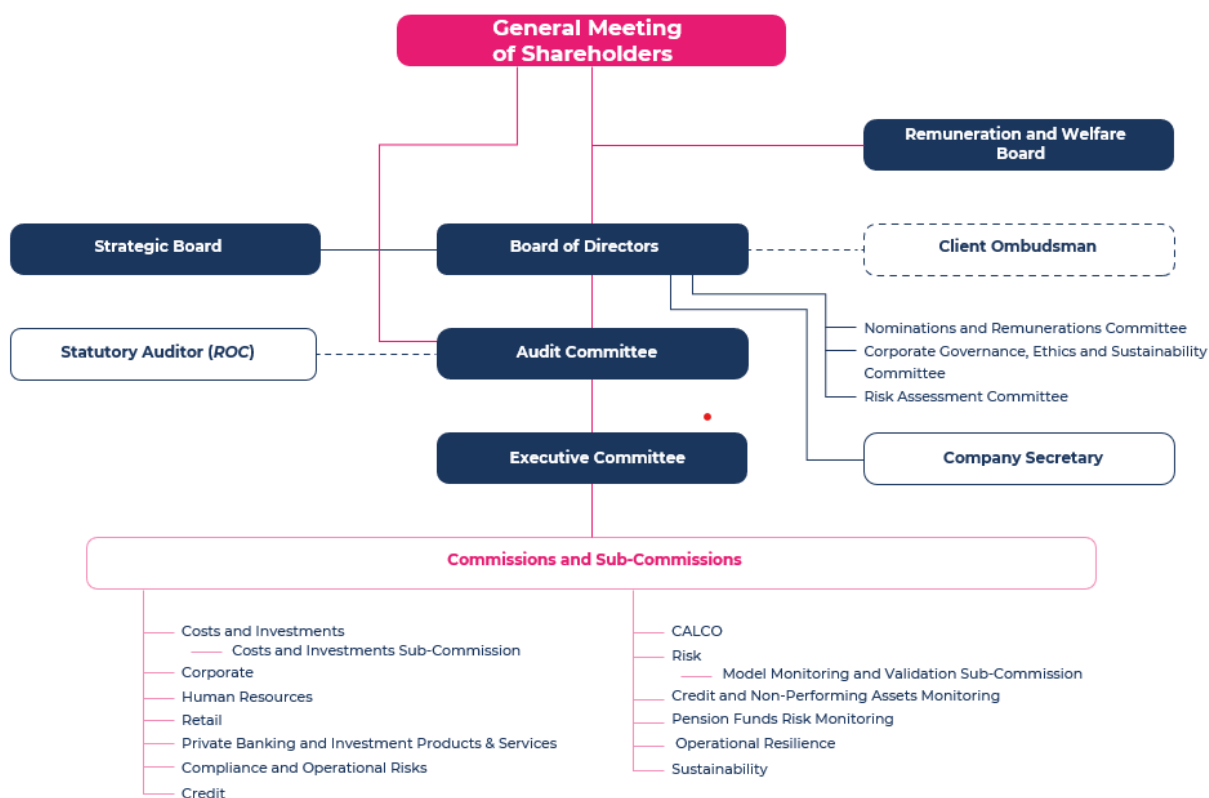 General Meeting
of Shareholders
Remuneration and Welfare
Board
Strategic Board
Board of Directors
Client Ombudsman
Statutory Auditor (ROC)
Audit Committee
Nominations and Remunerations Committee
Corporate Governance, Ethics and Sustainability
Committee
Risk Assessment Committee
Executive Committee
Company Secretary
Commissions and Sub-Commissions
Costs and Investments
Costs and Investments Sub-Commission
Corporate
Human Resources
Retail
Private Banking and Investment Products & Services
Compliance and Operational Risks
Credit
CALCO
Risk
Model Monitoring and Validation Sub-Commission
Credit and Non-Performing Assets Monitoring
Pension Funds Risk Monitoring
Operational Resilience
Sustainability